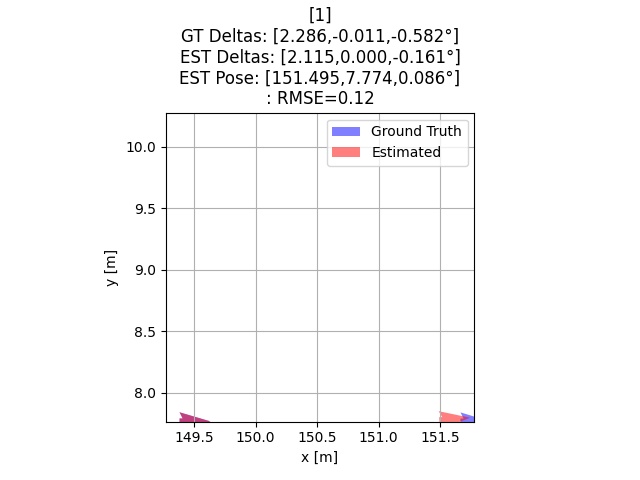 [1]
GT Deltas: [2.286,-0.011,-0.582°]
EST Deltas: [2.115,0.000,-0.161°]
EST Pose: [151.495,7.774,0.086°]
: RMSE=0.12
Ground Truth
Estimated
10.0
9.5
9.0
8.5
8.0
y [m]
149.5 150.0 150.5 151.0 151.5
x [m]